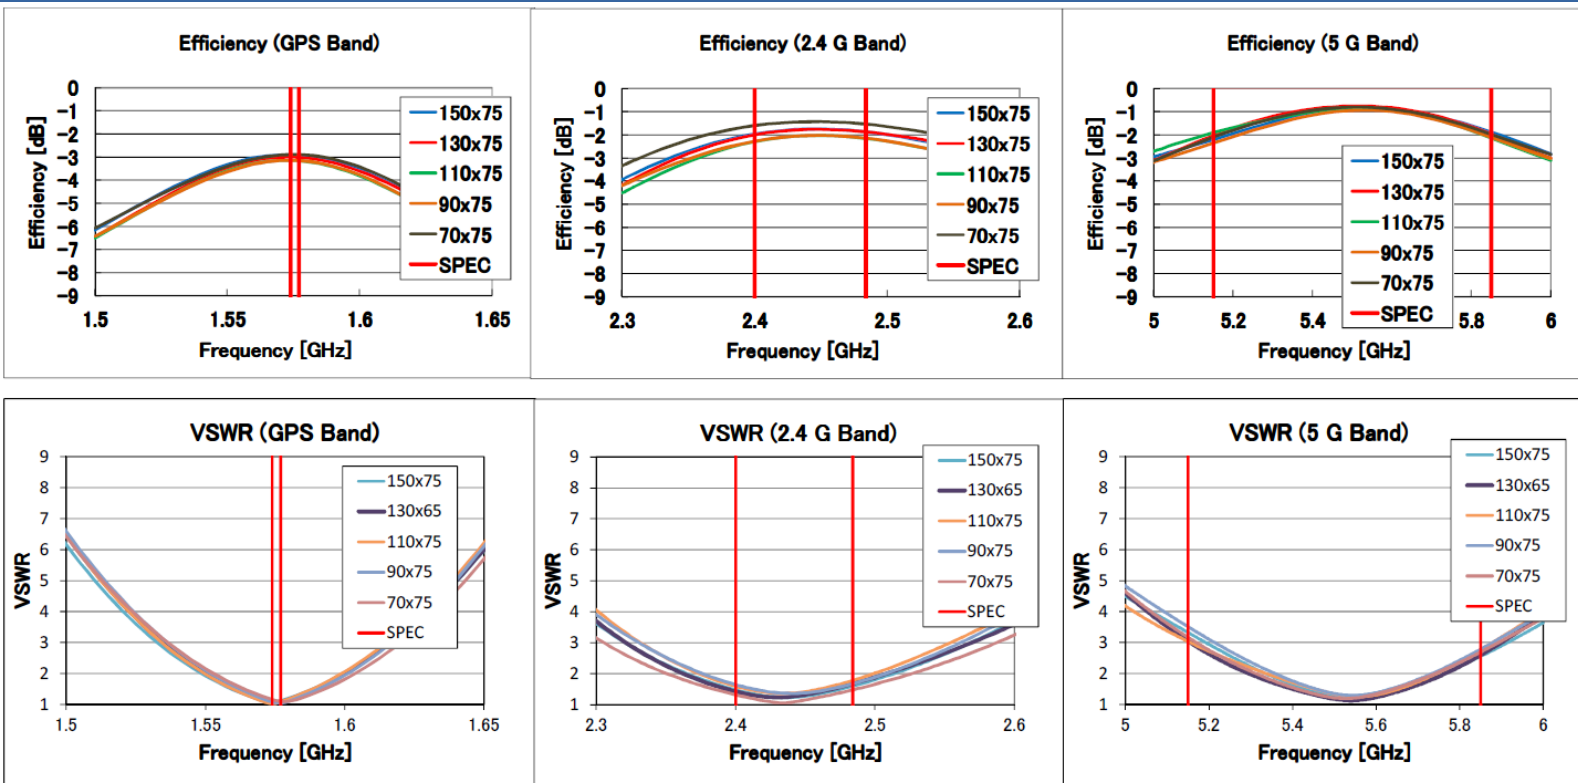 Efficiency (GPS Band)
Efficiency [dB]
0
-1
-2
-3
-4
-5
-6
-7
-8
-9
1.5
1.55
1.6
1.65
Frequency [GHz]
150x75
130x75
110x75
90x75
70x75
SPEC
Efficiency (2.4 G Band)
Efficiency [dB]
0
-1
-2
-3
-4
-5
-6
-7
-8
-9
2.3
2.4
2.5
2.6
Frequency [GHz]
150x75
130x75
110x75
90x75
70x75
SPEC
Efficiency (5 G Band)
Efficiency [dB]
0
-1
-2
-3
-4
-5
-6
-7
-8
-9
5
5.2
5.4
5.8
6
Frequency [GHz]
150x75
130x75
110x75
90x75
70x75
SPEC
VSWR (GPS Band)
VSWR
9
8
7
6
5
4
3
2
1
1.5
1.55
1.6
1.65
Frequency [GHz]
150x75
130x65
110x75
90x75
70x75
SPEC
VSWR (2.4 G Band)
VSWR
9
8
7
6
5
4
3
2
1
2.3
2.4
2.5
2.6
Frequency [GHz]
150x75
130x65
110x75
90x75
70x75
SPEC
VSWR (5 G Band)
VSWR
9
8
7
6
5
4
3
2
1
5
5.2
5.4
5.6
5.8
6
Frequency [GHz]
150x75
130x65
110x75
90x75
70x75
SPEC